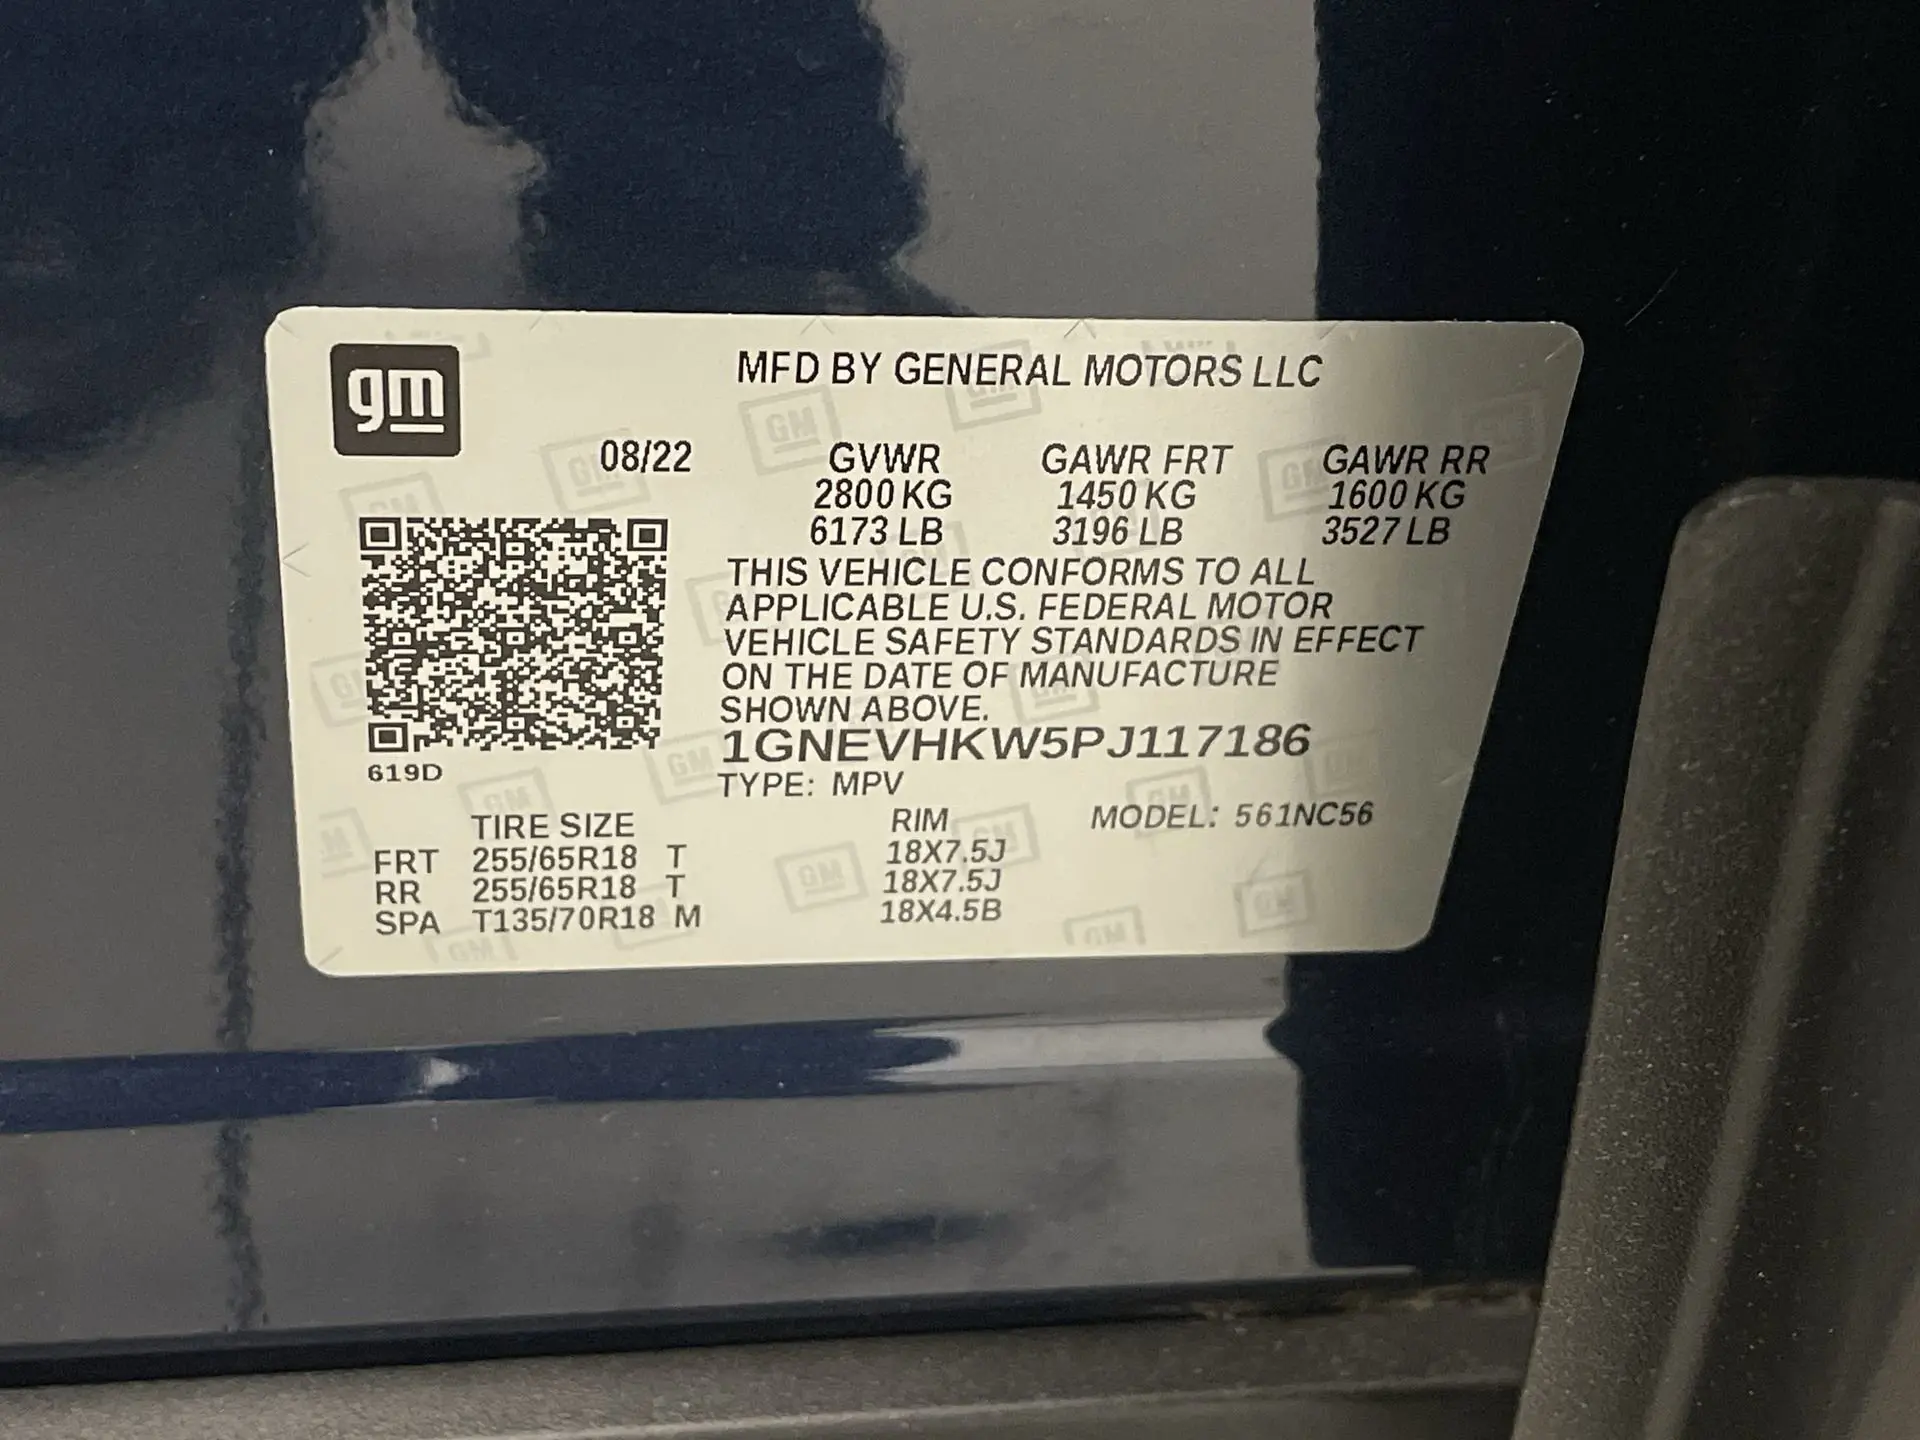 gm
MFD BY GENERAL MOTORS LLC
08/22 GVWR GAWR FRT GAWR RR
2800 KG 1450 KG 1600 KG
6173 LB 3196 LB 3527 LB
THIS VEHICLE CONFORMS TO ALL
APPLICABLE U.S. FEDERAL MOTOR
VEHICLE SAFETY STANDARDS IN EFFECT
ON THE DATE OF MANUFACTURE
SHOWN ABOVE.
1GNEVHKW5PJ117186
619D
TYPE: MPV
TIRE SIZE RIM MODEL: 561NC56
FRT 255/65R18 T 18X7.5J
RR 255/65R18 T 18X7.5J
SPA T135/70R18 M 18X4.5B